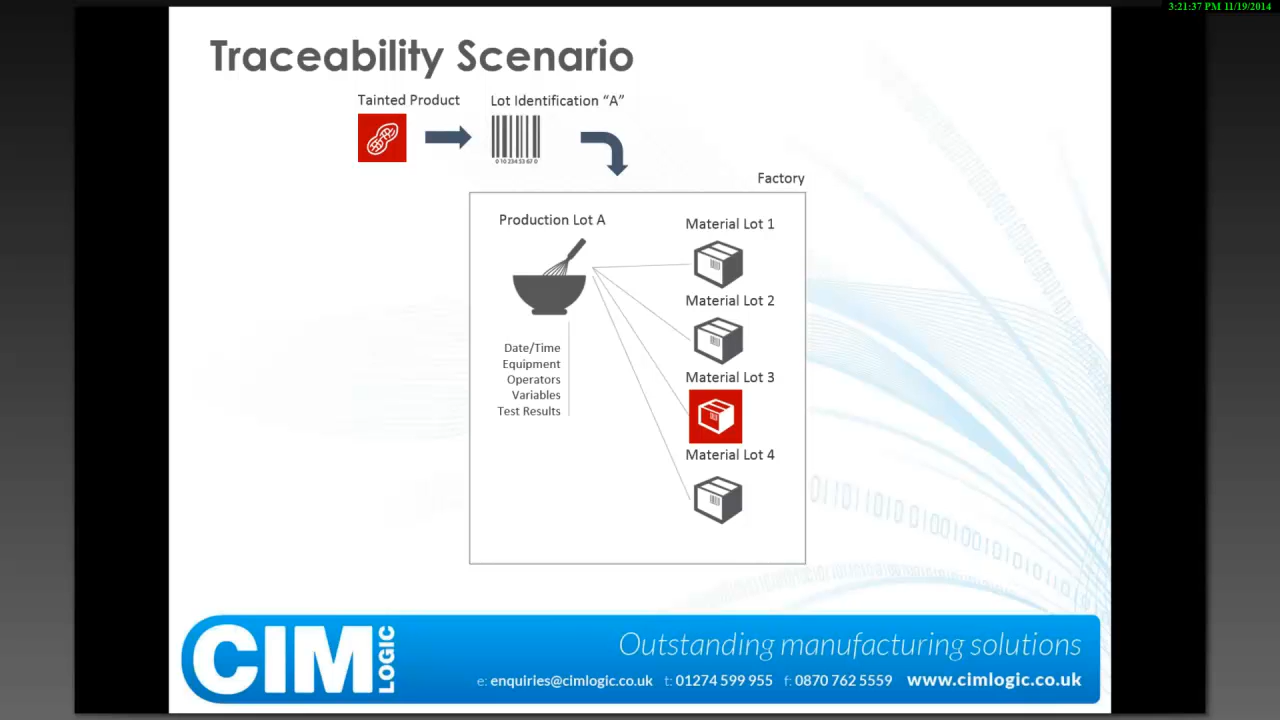 3:21:37 PM 11/19/2014
Traceability Scenario
Tainted Product
Lot Identification “A”
Factory
Production Lot A
Material Lot 1
Material Lot 2
Date/Time
Equipment
Operators
Variables
Test Results
Material Lot 3
Material Lot 4
CIM LOGIC
Outstanding manufacturing solutions
e: enquiries@cimlogic.co.uk t: 01274 599 955 f: 0870 762 5559 www.cimlogic.co.uk